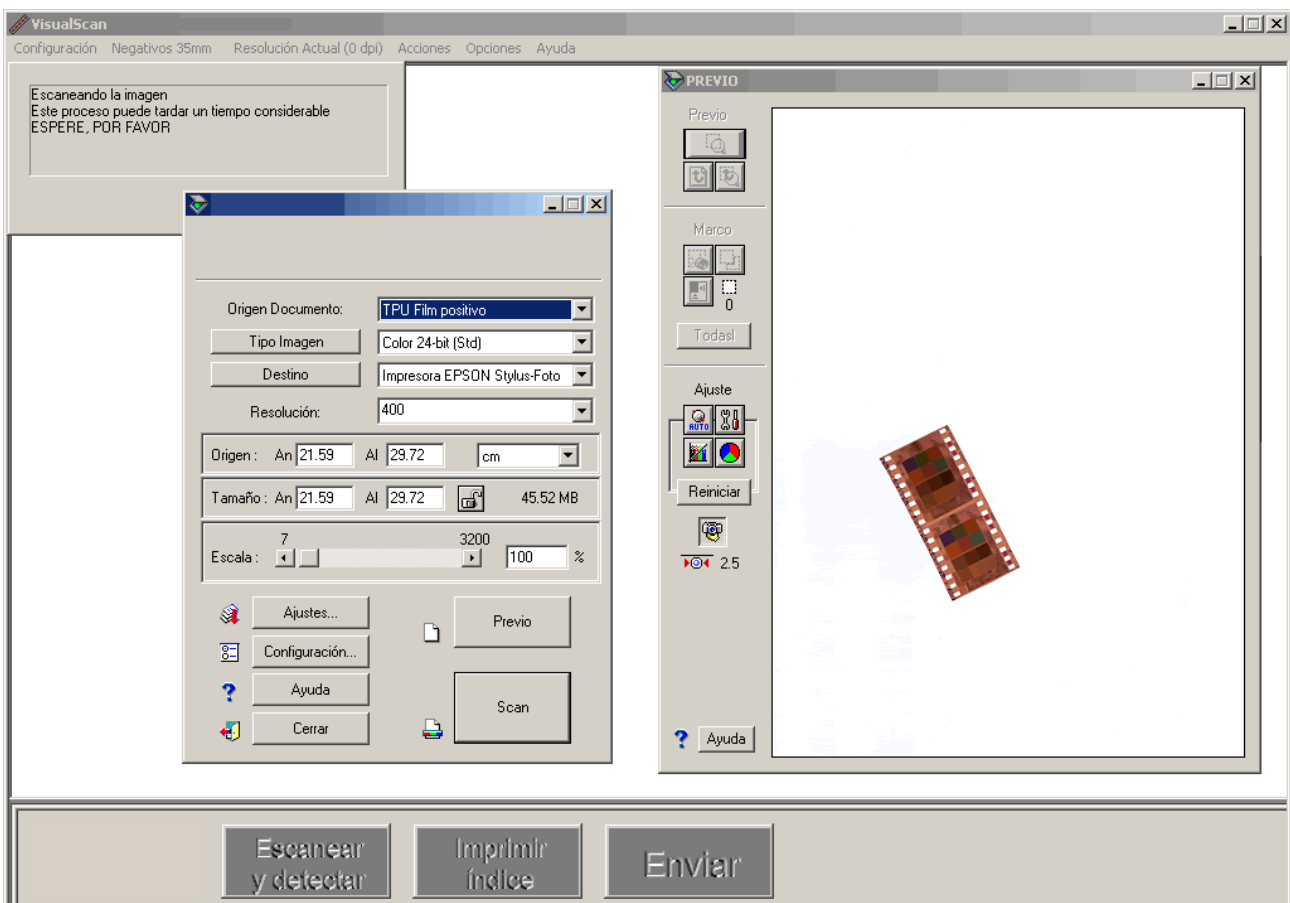 VisualScan
Configuración Negativos 35mm Resolución Actual (0 dpi) Acciones Opciones Ayuda
Escaneando la imagen
Este proceso puede tardar un tiempo considerable
ESPERE, POR FAVOR
Origen Documento: TPU Film positivo
Tipo Imagen Color 24-bit (Std)
Destino Impresora EPSON Stylus-Foto
Resolución: 400
Origen : An 21.59 Al 29.72 cm
Tamaño : An 21.59 Al 29.72 45.52 MB
7 3200
Escala : 100 %
Ajustes...
Configuración...
Ayuda
Cerrar
Previo
Scan
PREVIO
Previo
Marco
0
Todas!
Ajuste
AUTO
Reiniciar
2.5
Ayuda
Escanear
y detectar
Imprimir
índice
Enviar